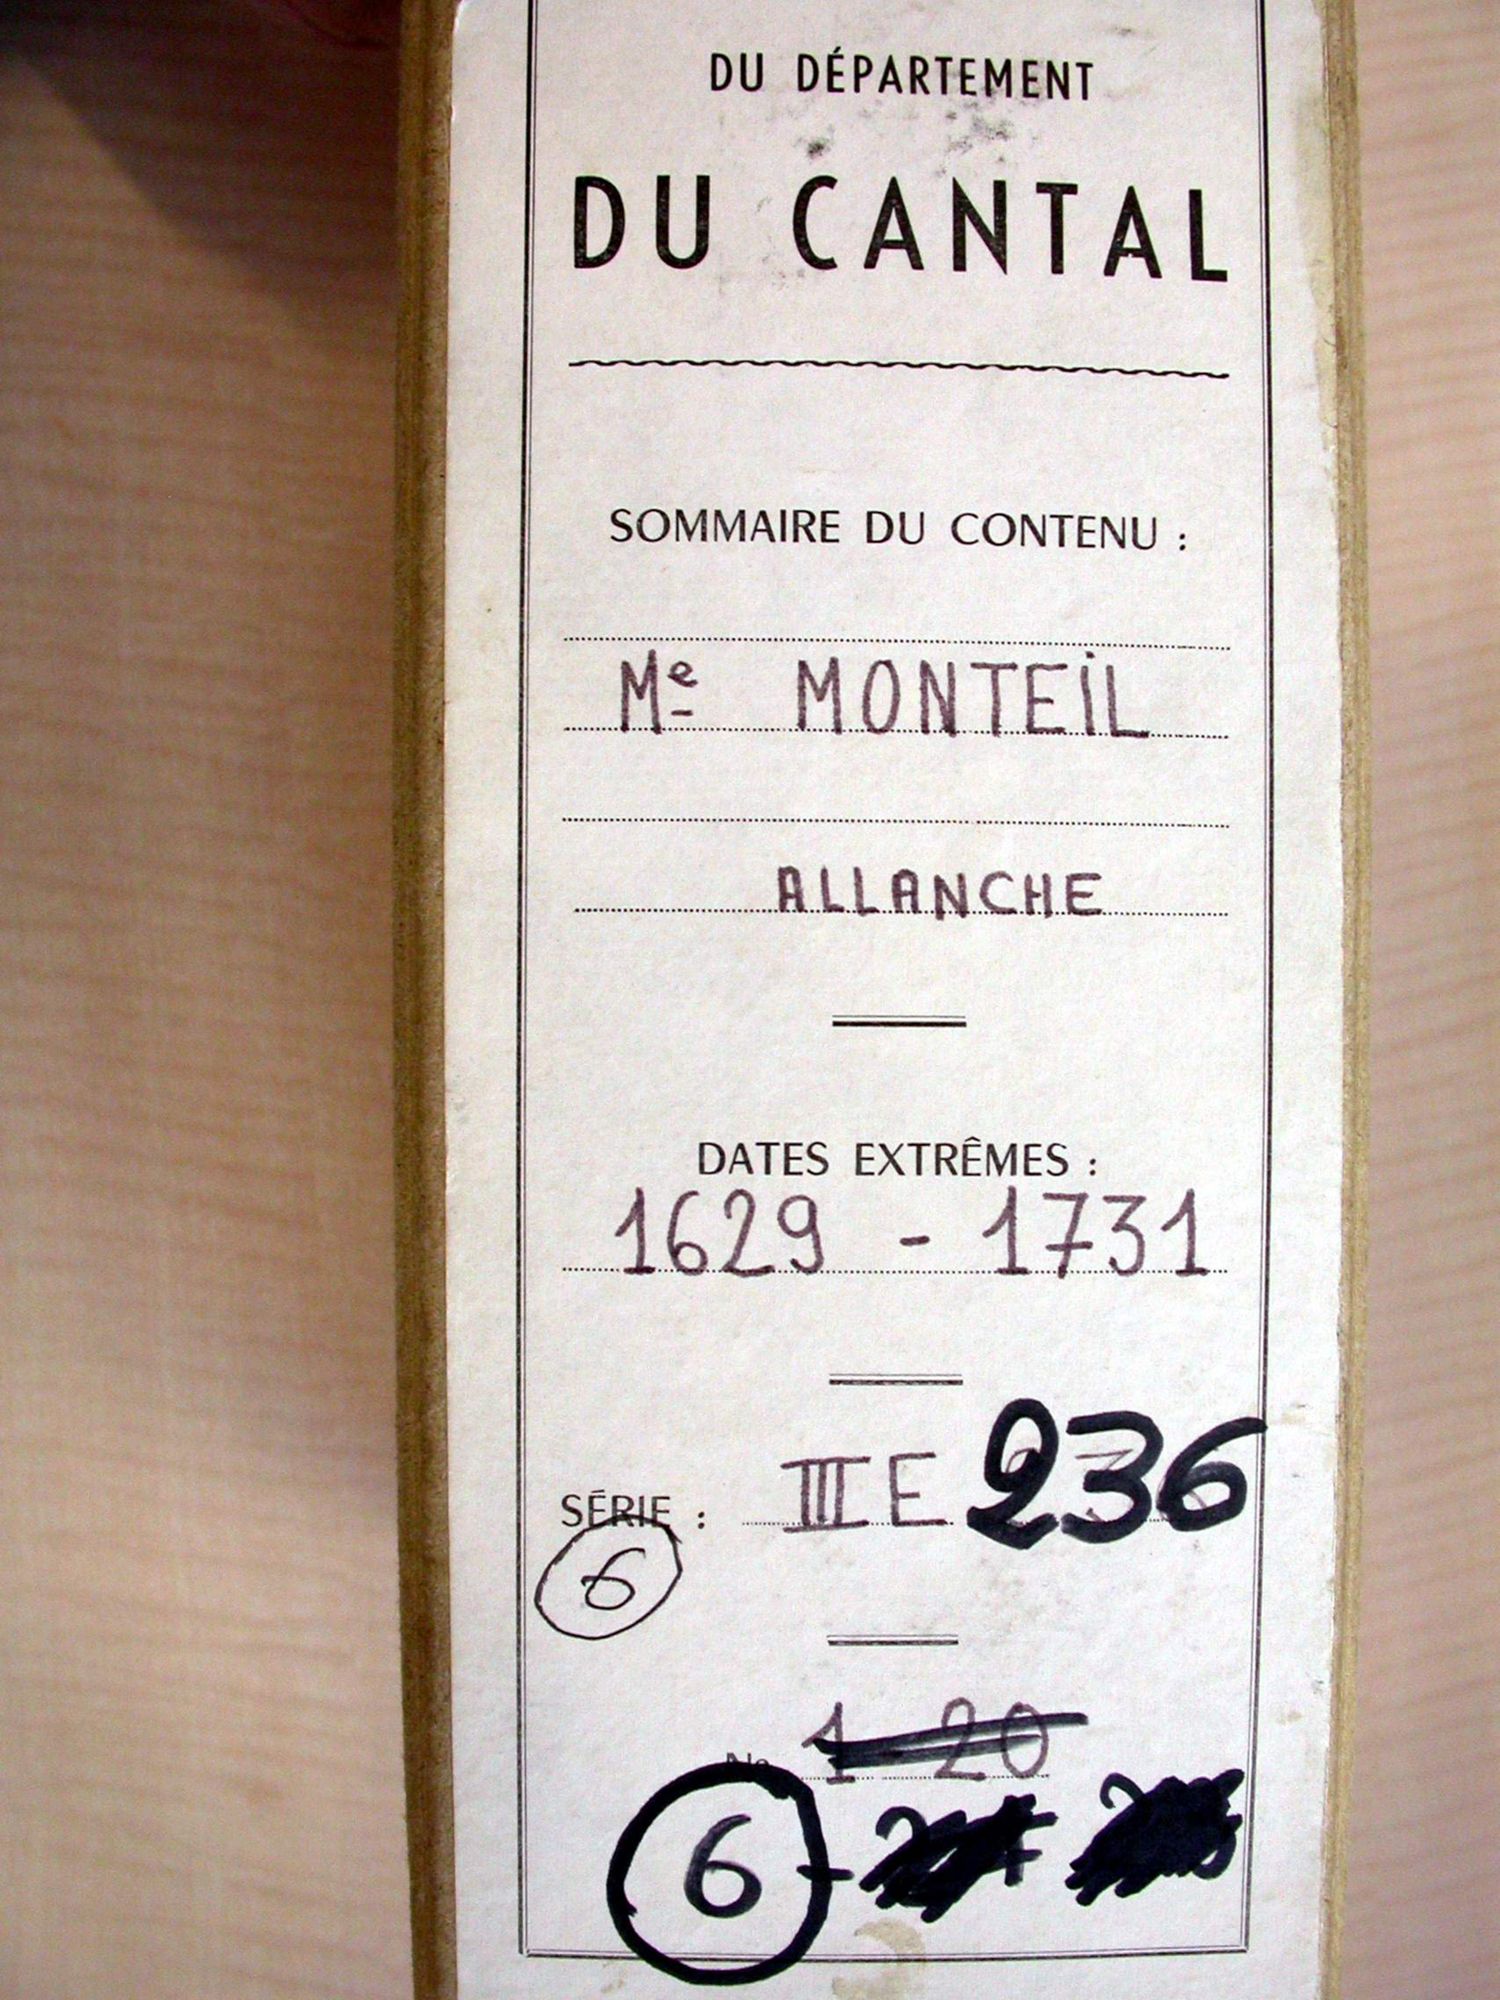 DU DÉPARTEMENT
DU CANTAL
SOMMAIRE DU CONTENU :
Me MONTEIL
ALLANCHE
DATES EXTRÊMES :
1629 - 1731
SÉRIE : III E 236
6
No 1 - 20
6 -